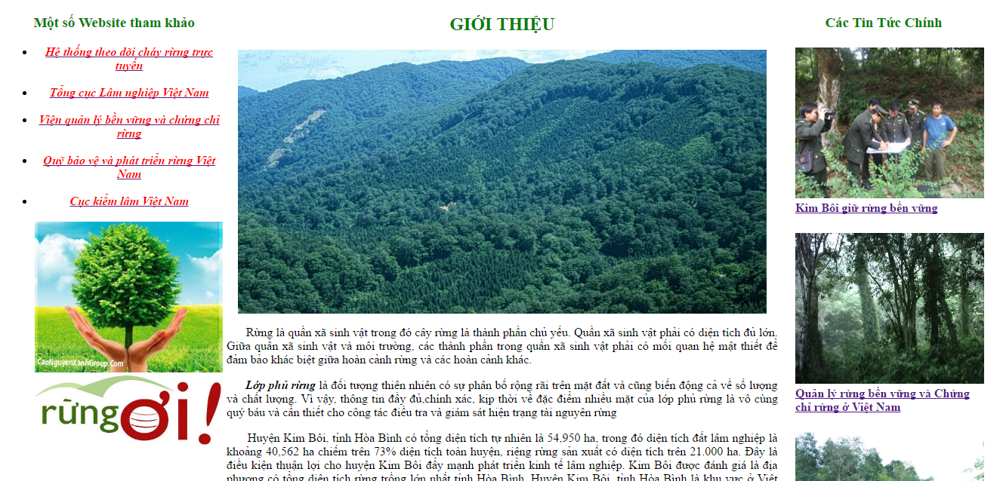 Một số Website tham khảo
Hệ thống theo dõi cháy rừng trực
tuyến
Tổng cục Lâm nghiệp Việt Nam
Viện quản lý bền vững và chứng chỉ
rừng
Quỹ bảo vệ và phát triển rừng Việt
Nam
Cục kiểm lâm Việt Nam
CaoNguyenXanhGroup.Com
rừng ơi!
GIỚI THIỆU
Rừng là quần xã sinh vật trong đó cây rừng là thành phần chủ yếu. Quần xã sinh vật phải có diện tích đủ lớn.
Giữa quần xã sinh vật và môi trường, các thành phần trong quần xã sinh vật phải có mối quan hệ mật thiết để
đảm bảo khác biệt giữa hoàn cảnh rừng và các hoàn cảnh khác.
Lớp phủ rừng là đối tượng thiên nhiên có sự phân bố rộng rãi trên mặt đất và cũng biến động cả về số lượng
và chất lượng. Vì vậy, thông tin đầy đủ,chính xác, kịp thời về đặc điểm nhiều mặt của lớp phủ rừng là vô cùng
quý báu và cần thiết cho công tác điều tra và giám sát hiện trạng tài nguyên rừng
Huyện Kim Bôi, tỉnh Hòa Bình có tổng diện tích tự nhiên là 54,950 ha, trong đó diện tích đất lâm nghiệp là
khoảng 40,562 ha chiếm trên 73% diện tích toàn huyện, riêng rừng sản xuất có diện tích trên 21.000 ha. Đây là
điều kiện thuận lợi cho huyện Kim Bôi đẩy mạnh phát triển kinh tế lâm nghiệp. Kim Bôi được đánh giá là địa
phương có tổng diện tích rừng trồng lớn nhất tỉnh Hòa Bình. Huyện Kim Bôi, tỉnh Hòa Bình là khu vực ở Việt
Các Tin Tức Chính
Kim Bôi giữ rừng bền vững
Quản lý rừng bền vững và Chứng
chỉ rừng ở Việt Nam